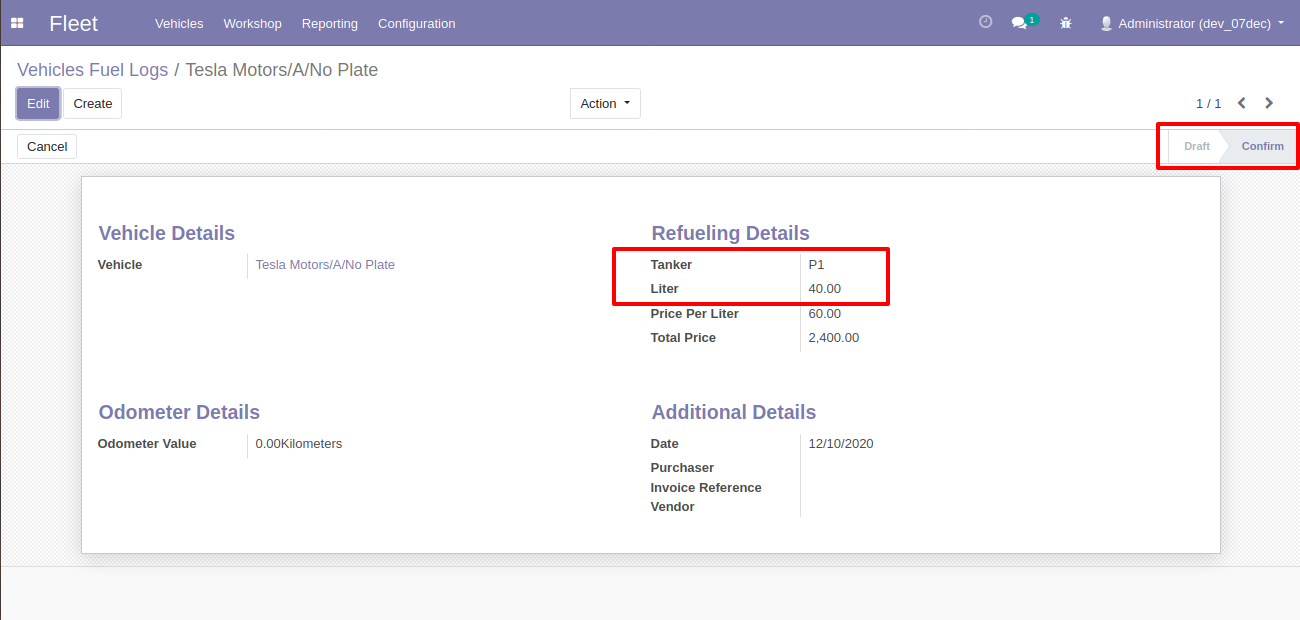 Fleet Vehicles Workshop Reporting Configuration 1 Administrator (dev_07dec)
Vehicles Fuel Logs / Tesla Motors/A/No Plate
Edit Create Action 1 / 1
Cancel Draft Confirm
Vehicle Details
Vehicle Tesla Motors/A/No Plate
Refueling Details
Tanker P1
Liter 40.00
Price Per Liter 60.00
Total Price 2,400.00
Odometer Details
Odometer Value 0.00Kilometers
Additional Details
Date 12/10/2020
Purchaser
Invoice Reference
Vendor